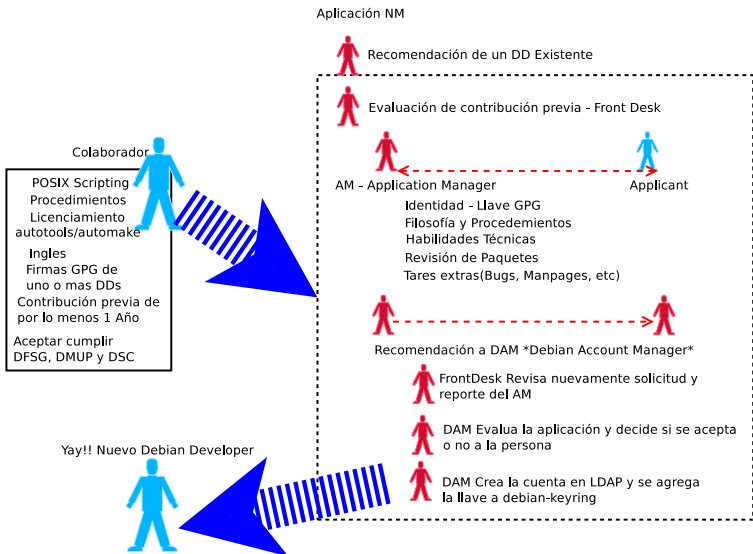 Aplicación NM
Recomendación de un DD Existente
Evaluación de contribución previa - Front Desk
Colaborador
POSIX Scripting
Procedimientos
Licenciamiento
autotools/automake
Ingles
Firmas GPG de
uno o mas DDs
Contribución previa de
por lo menos 1 Año
Aceptar cumplir
DFSG, DMUP y DSC
AM - Application Manager
Applicant
Identidad - Llave GPG
Filosofía y Procedemientos
Habilidades Técnicas
Revisión de Paquetes
Tares extras(Bugs, Manpages, etc)
Recomendación a DAM *Debian Account Manager*
FrontDesk Revisa nuevamente solicitud y
reporte del AM
DAM Evalua la aplicación y decide si se acepta
o no a la persona
DAM Crea la cuenta en LDAP y se agrega
la llave a debian-keyring
Yay!! Nuevo Debian Developer